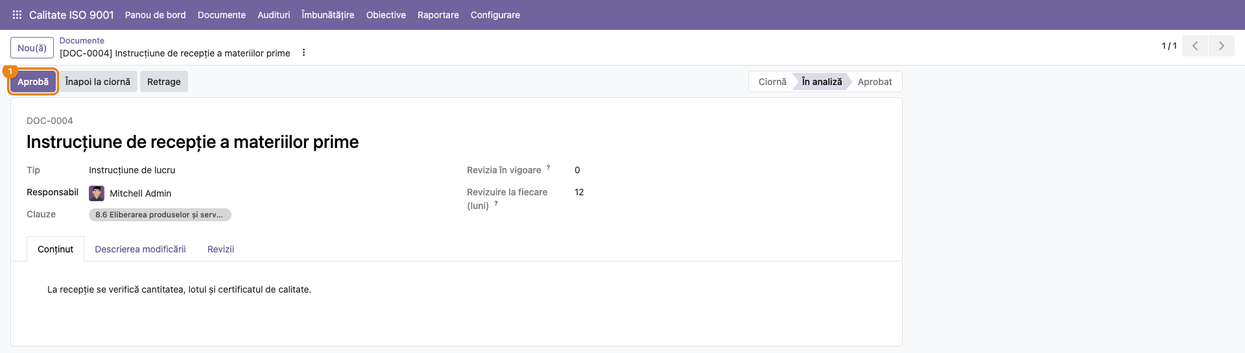 Calitate ISO 9001 Panou de bord Documente Audituri Îmbunătățire Obiective Raportare Configurare
Nou(ă)
Documente
[DOC-0004] Instrucțiune de recepție a materiilor prime
1 / 1
1
Aprobă Înapoi la ciornă Retrage
Ciornă În analiză Aprobat
DOC-0004
Instrucțiune de recepție a materiilor prime
Tip Instrucțiune de lucru
Responsabil Mitchell Admin
Clauze 8.6 Eliberarea produselor și serv...
Revizia în vigoare ? 0
Revizuire la fiecare 12
(luni) ?
Conținut Descrierea modificării Revizii
La recepție se verifică cantitatea, lotul și certificatul de calitate.